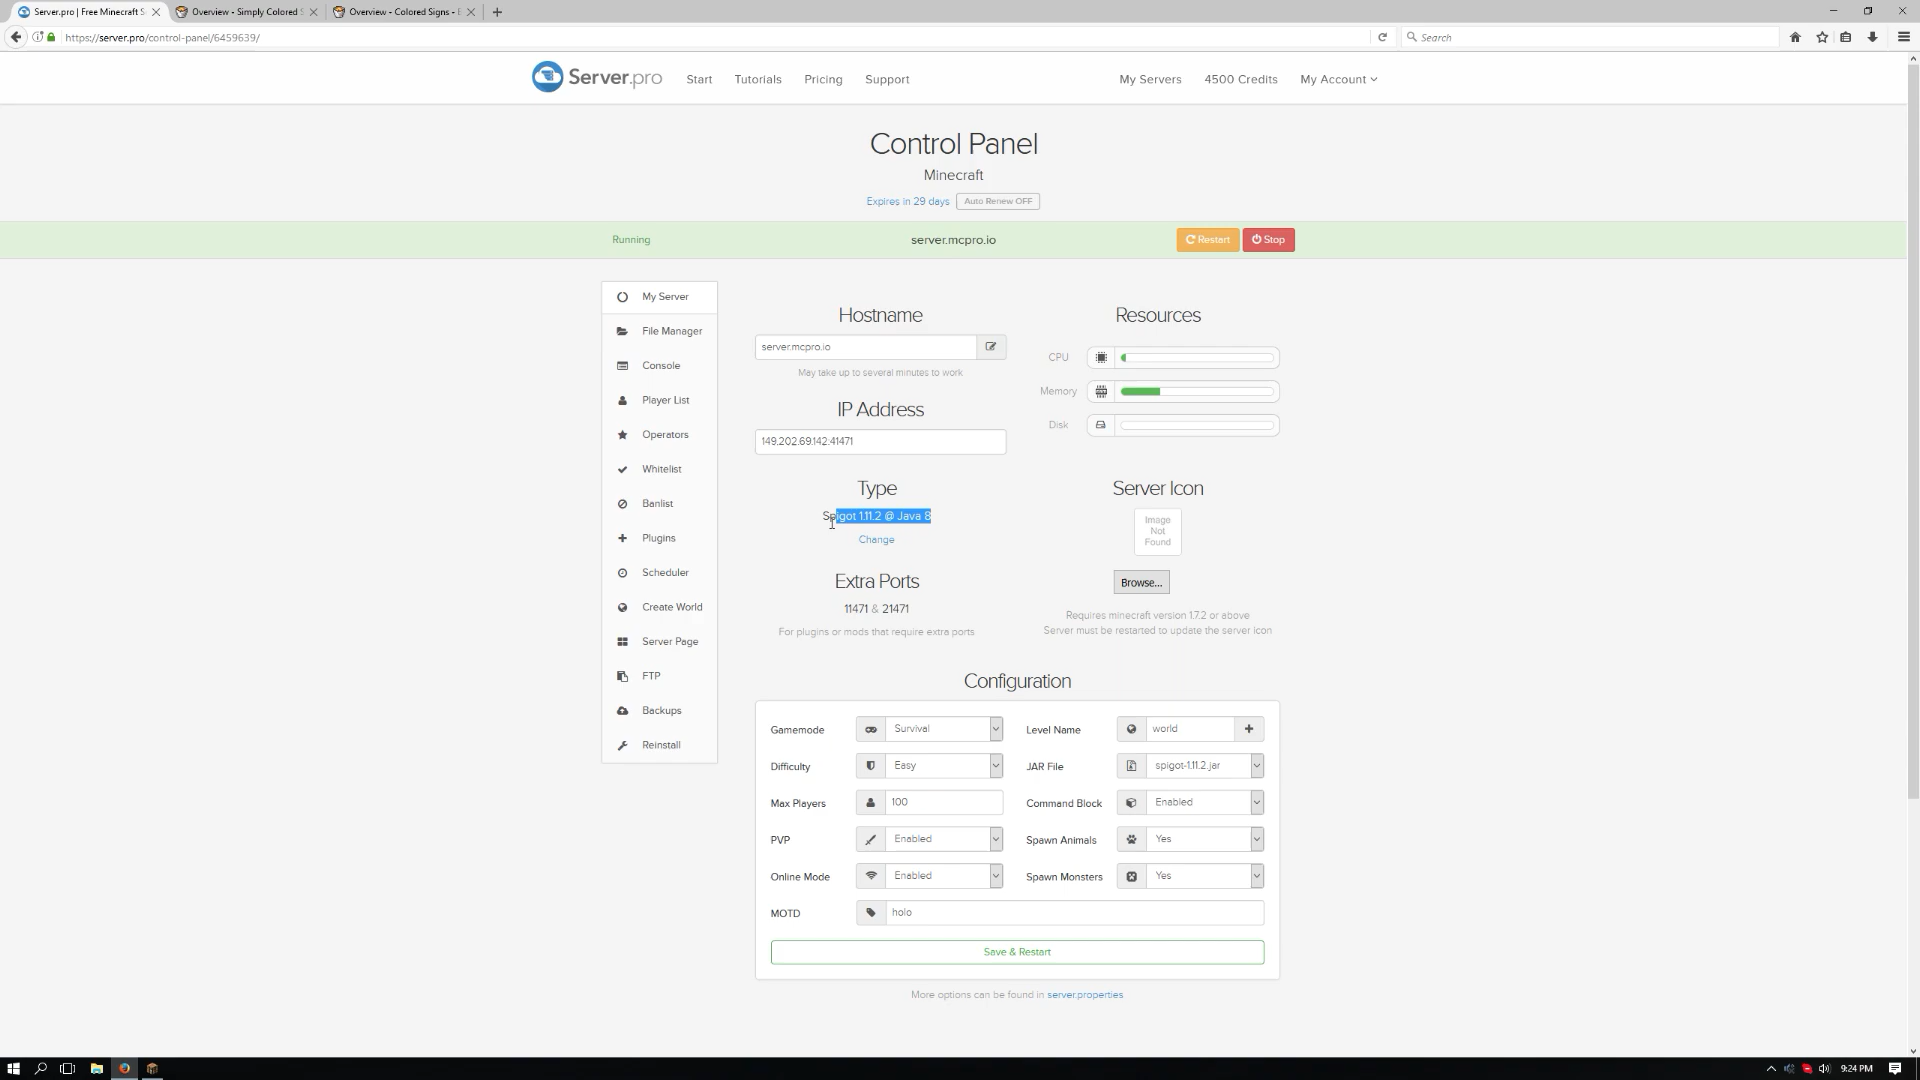 Server.pro | Free Minecraft S
Overview - Simply Colored S
Overview - Colored Signs - 
https://server.pro/control-panel/6459639/
Search
Server.pro
Start
Tutorials
Pricing
Support
My Servers
4500 Credits
My Account
Control Panel
Minecraft
Expires in 29 days
Auto Renew OFF
Running
server.mcpro.io
Restart
Stop
My Server
File Manager
Console
Player List
Operators
Whitelist
Banlist
Plugins
Scheduler
Create World
Server Page
FTP
Backups
Reinstall
Hostname
server.mcpro.io
May take up to several minutes to work
IP Address
149.202.69.142:41471
Type
Spigot 1.11.2 @ Java 8
Change
Extra Ports
11471 & 21471
For plugins or mods that require extra ports
Resources
CPU
Memory
Disk
Server Icon
Image
Not
Found
Browse...
Requires minecraft version 1.7.2 or above
Server must be restarted to update the server icon
Configuration
Gamemode
Survival
Level Name
world
Difficulty
Easy
JAR File
spigot-1.11.2.jar
Max Players
100
Command Block
Enabled
PVP
Enabled
Spawn Animals
Yes
Online Mode
Enabled
Spawn Monsters
Yes
MOTD
holo
Save & Restart
More options can be found in server.properties
9:24 PM